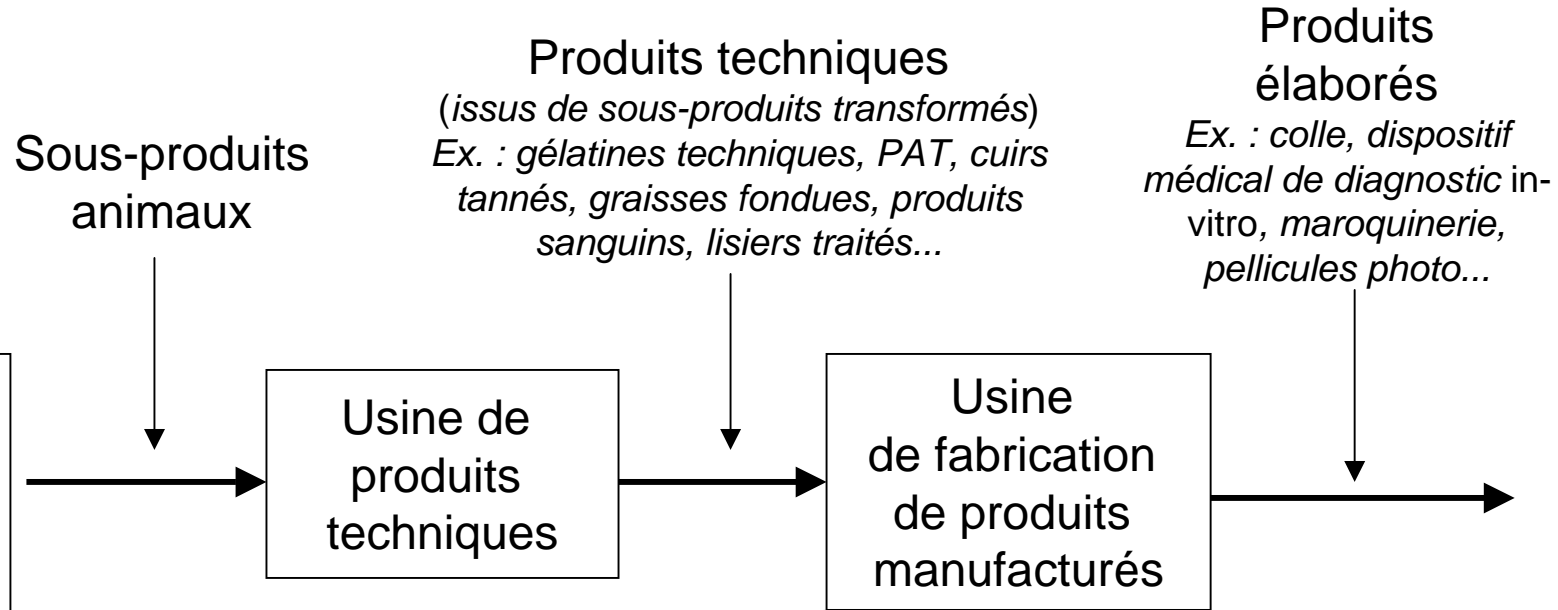 Sous-produits
animaux
Produits techniques
(issus de sous-produits transformés)
Ex. : gélatines techniques, PAT, cuirs
tannés, graisses fondues, produits
sanguins, lisiers traités...
Produits
élaborés
Ex. : colle, dispositif
médical de diagnostic in-
vitro, maroquinerie,
pellicules photo...
Usine de
produits
techniques
Usine
de fabrication
de produits
manufacturés